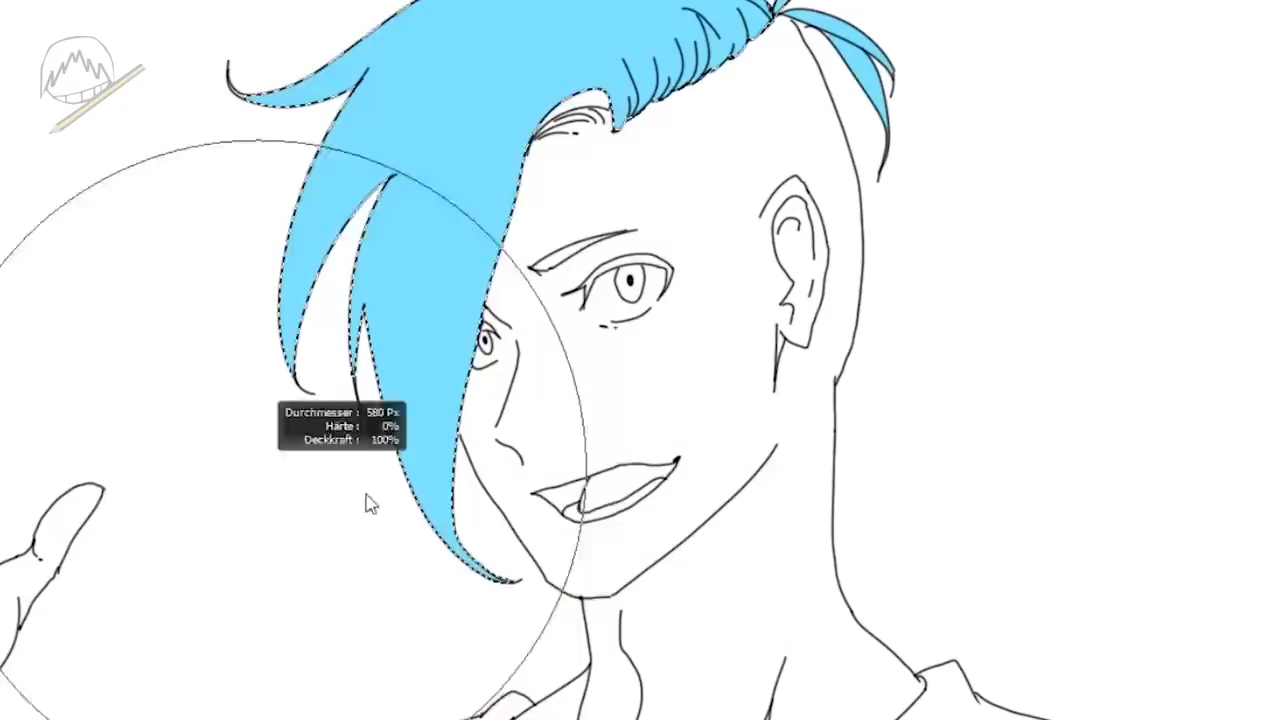 Durchmesser : 580 Px
Härte : 0%
Deckkraft : 100%